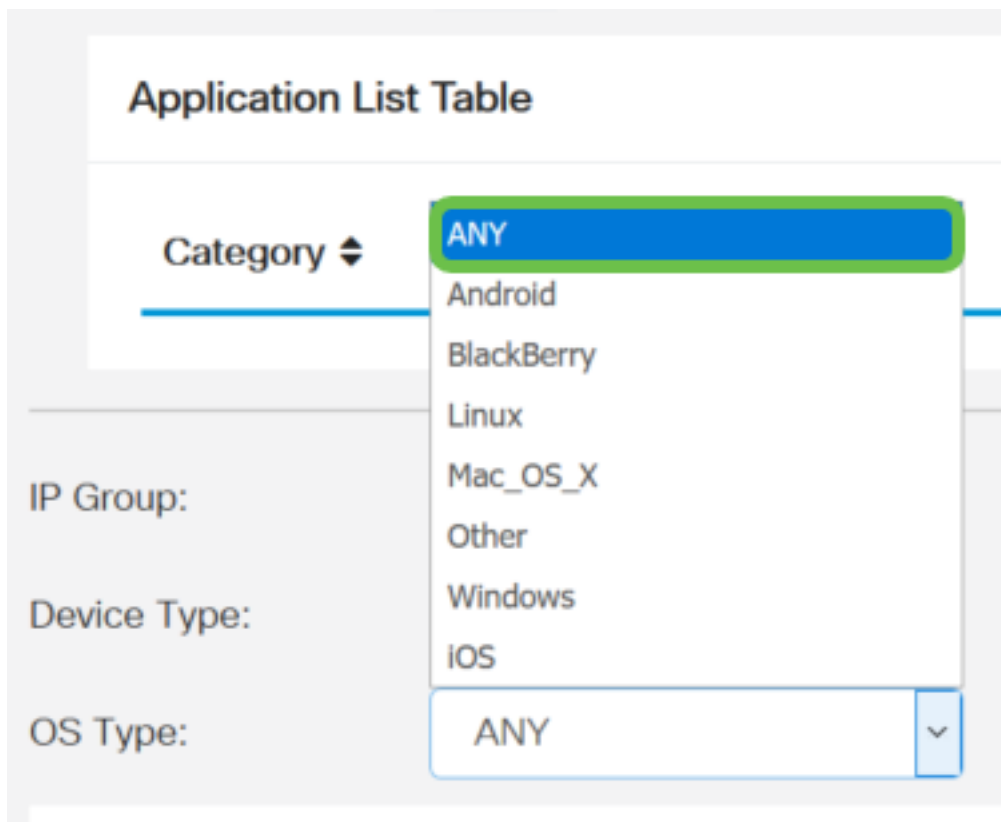 Application List Table
Category
ANY
Android
BlackBerry
Linux
Mac_OS_X
Other
Windows
iOS
IP Group:
Device Type:
OS Type:
ANY